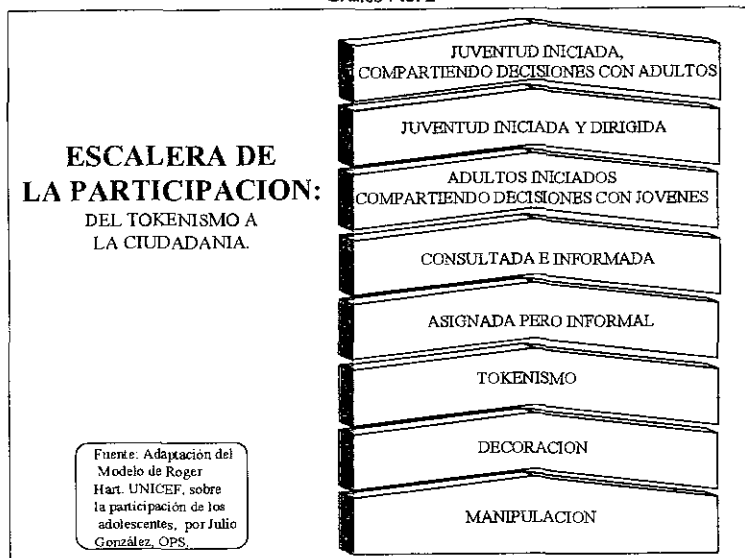 ESCALERA DE
LA PARTICIPACION:
DEL TOKENISMO A
LA CIUDADANIA.
JUVENTUD INICIADA,
COMPARTIENDO DECISIONES CON ADULTOS
JUVENTUD INICIADA Y DIRIGIDA
ADULTOS INICIADOS
COMPARTIENDO DECISIONES CON JOVENES
CONSULTADA E INFORMADA
ASIGNADA PERO INFORMAL
TOKENISMO
DECORACION
MANIPULACION
Fuente: Adaptación del
Modelo de Roger
Hart. UNICEF, sobre
la participación de los
adolescentes, por Julio
González, OPS.